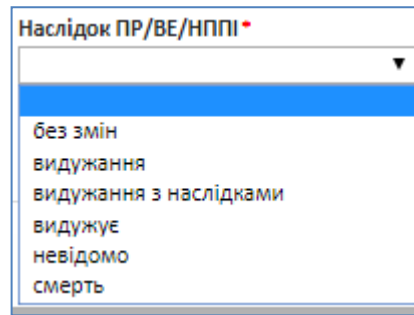 Наслідок ПР/ВЕ/НППІ*
без змін
видужання
видужання з наслідками
видужує
невідомо
смерть